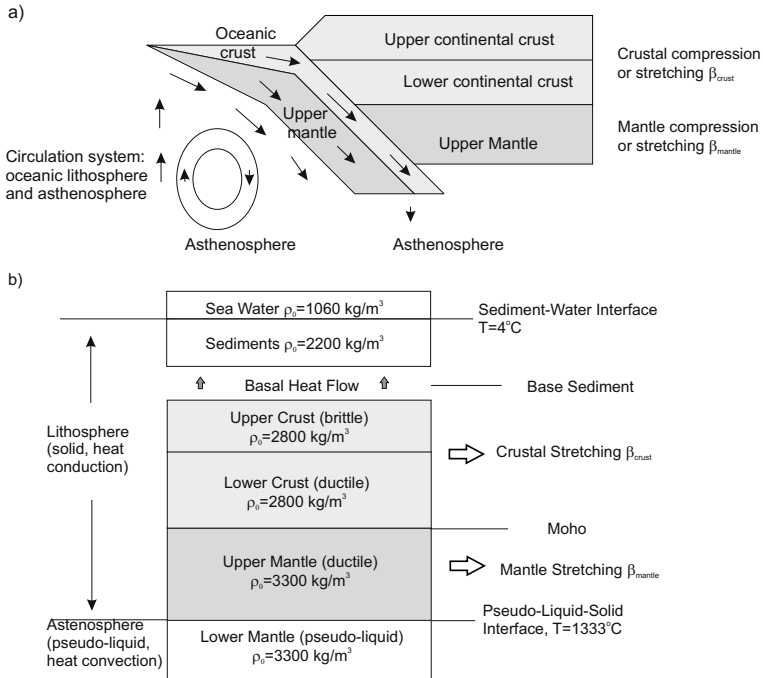 a)
Oceanic
crust
Upper continental crust
Lower continental crust
Crustal compression
or stretching βcrust
Upper
mantle
Upper Mantle
Mantle compression
or stretching βmantle
Circulation system:
oceanic lithosphere
and asthenosphere
Asthenosphere
Asthenosphere
b)
Sea Water ρ₀=1060 kg/m³
Sediment-Water Interface
T=4°C
Sediments ρ₀=2200 kg/m³
Basal Heat Flow
Base Sediment
Lithosphere
(solid, heat
conduction)
Upper Crust (brittle)
ρ₀=2800 kg/m³
Crustal Stretching βcrust
Lower Crust (ductile)
ρ₀=2800 kg/m³
Moho
Upper Mantle (ductile)
ρ₀=3300 kg/m³
Mantle Stretching βmantle
Pseudo-Liquid-Solid
Interface, T=1333°C
Astenosphere
(pseudo-liquid,
heat convection)
Lower Mantle (pseudo-liquid)
ρ₀=3300 kg/m³